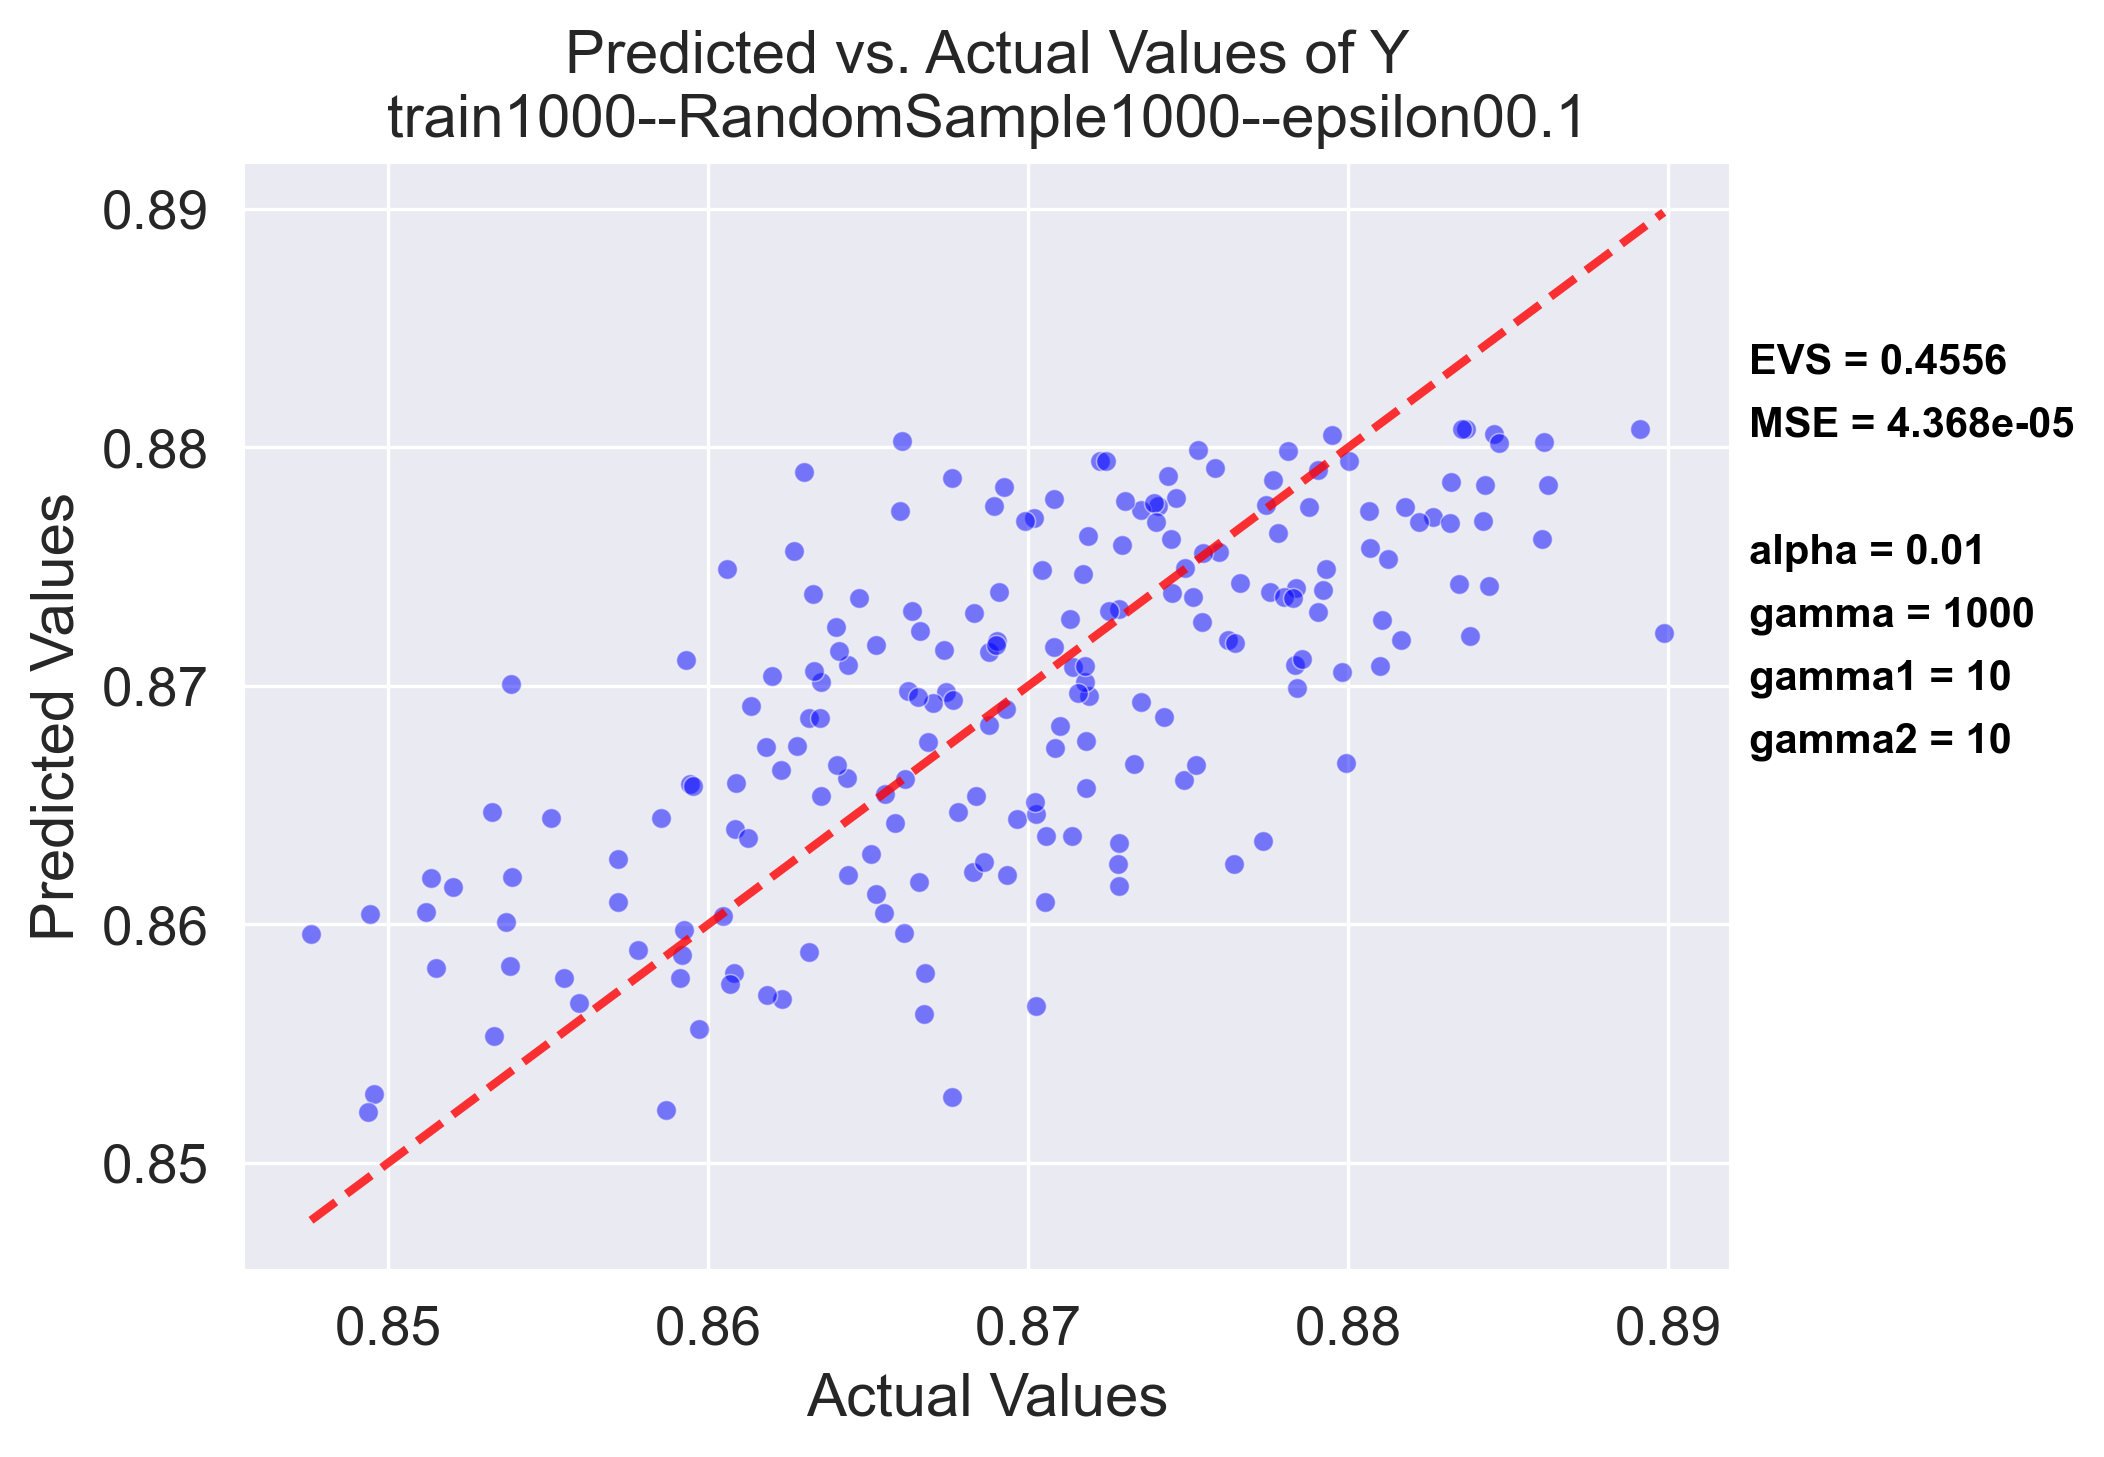 Predicted vs. Actual Values of Y
train1000--RandomSample1000--epsilon00.1
0.89
0.88
0.87
0.86
0.85
Predicted Values
0.85 0.86 0.87 0.88 0.89
Actual Values
EVS = 0.4556
MSE = 4.368e-05
alpha = 0.01
gamma = 1000
gamma1 = 10
gamma2 = 10